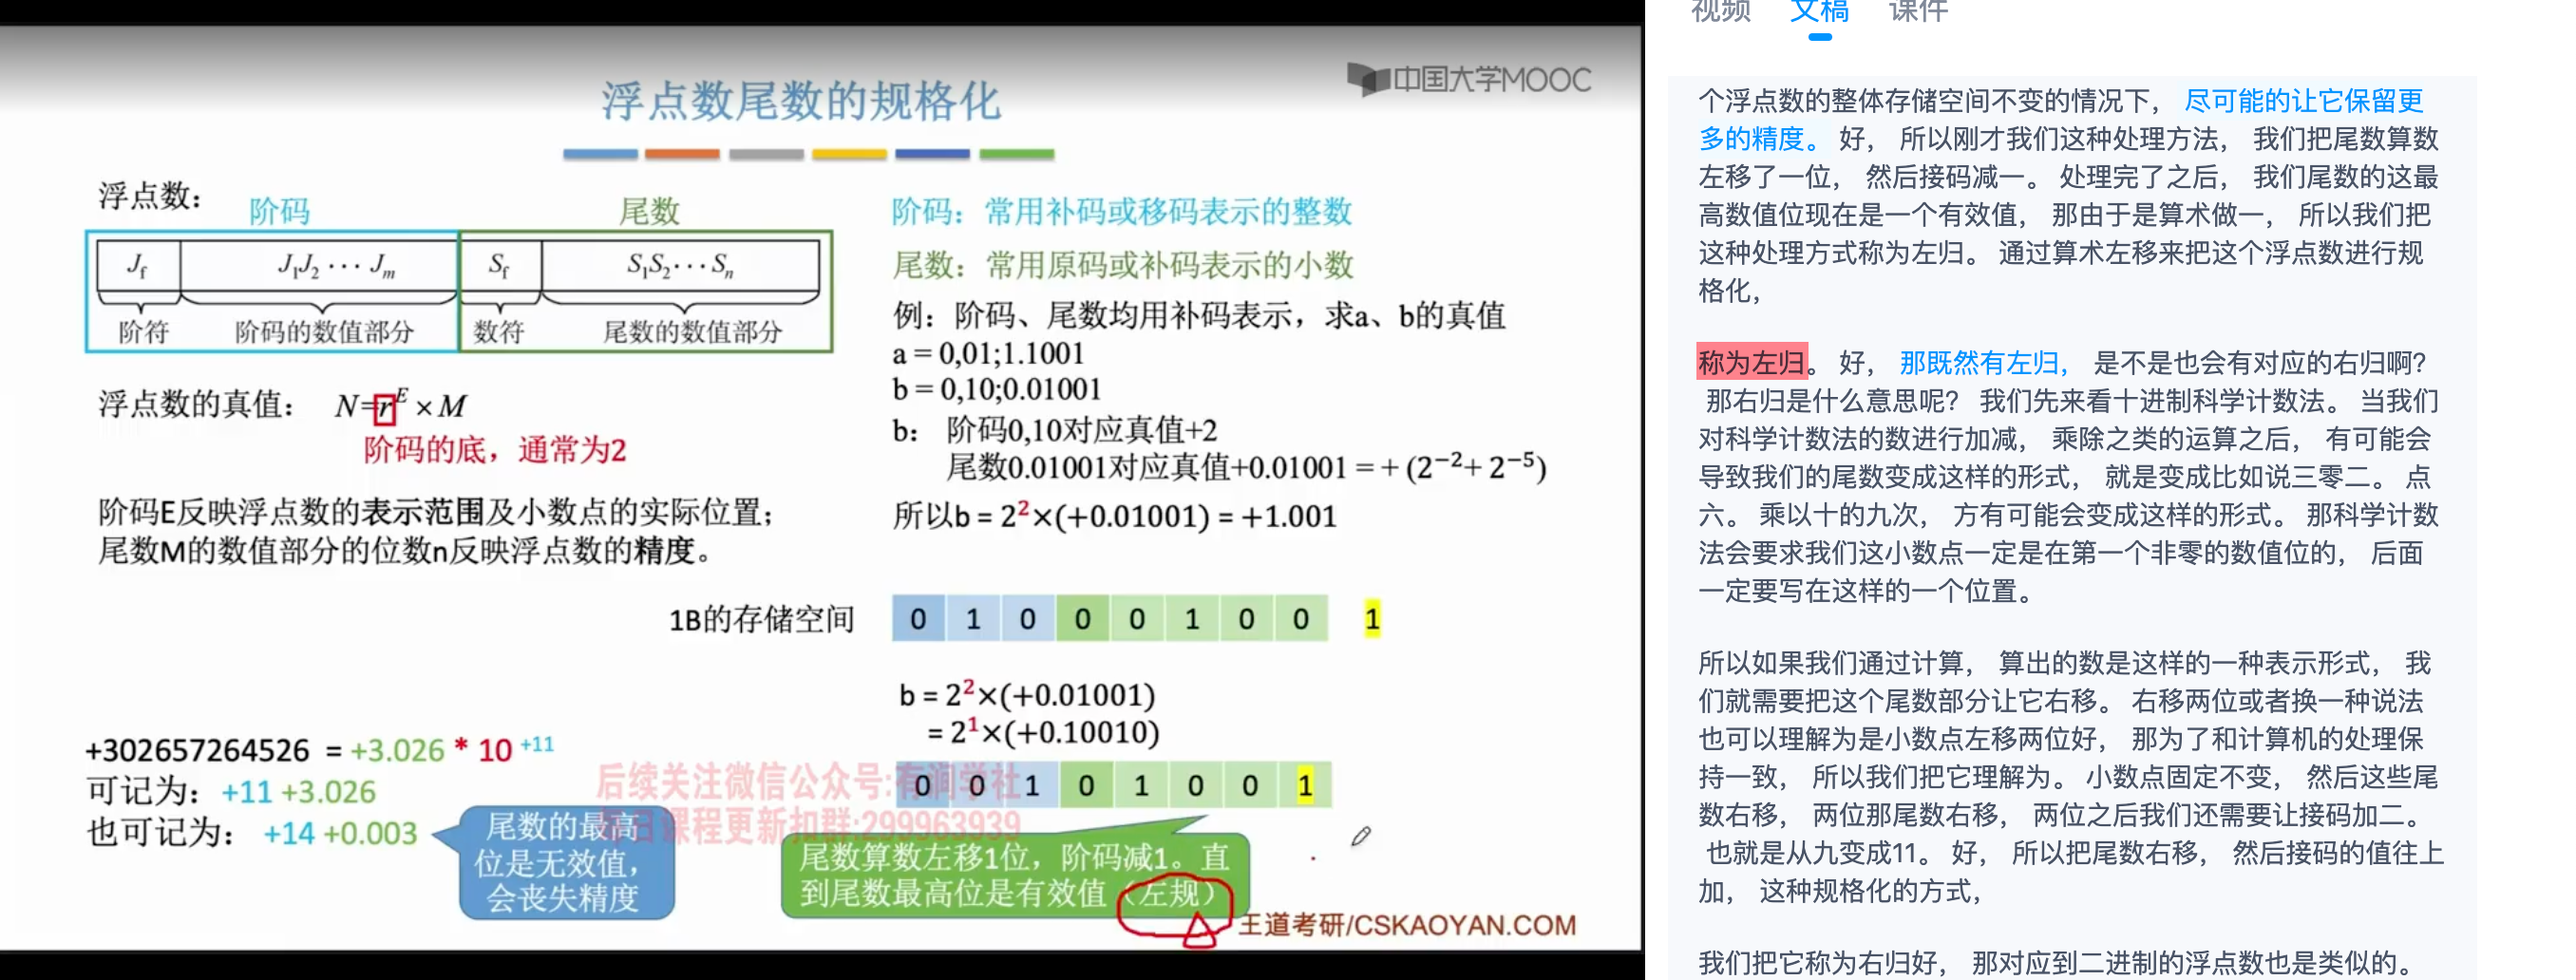 中国大学MOOC
浮点数尾数的规格化
浮点数：
阶码
尾数
J_f
J₁J₂ ⋯ J_m
S_f
S₁S₂⋯S_n
阶符
阶码的数值部分
数符
尾数的数值部分
浮点数的真值： N=r^E × M
阶码的底，通常为2
阶码E反映浮点数的表示范围及小数点的实际位置；
尾数M的数值部分的位数n反映浮点数的精度。
阶码：常用补码或移码表示的整数
尾数：常用原码或补码表示的小数
例：阶码、尾数均用补码表示，求a、b的真值
a = 0,01;1.1001
b = 0,10;0.01001
b： 阶码0,10对应真值+2
尾数0.01001对应真值+0.01001 = + (2⁻²+ 2⁻⁵)
所以b = 2²×(+0.01001) = +1.001
1B的存储空间 0 1 0 0 0 1 0 0 1
b = 2²×(+0.01001)
= 2¹×(+0.10010)
0 0 1 0 1 0 0 1
+302657264526 = +3.026 * 10 ⁺¹¹
可记为：+11 +3.026
也可记为： +14 +0.003
尾数的最高
位是无效值，
会丧失精度
后续关注微信公众号:有涧学社
课程更新扣群:299963939
尾数算数左移1位，阶码减1。直
到尾数最高位是有效值（左规）
王道考研/CSKAOYAN.COM
视频 文稿 课件
个浮点数的整体存储空间不变的情况下， 尽可能的让它保留更
多的精度。 好， 所以刚才我们这种处理方法， 我们把尾数算数
左移了一位， 然后接码减一。 处理完了之后， 我们尾数的这最
高数值位现在是一个有效值， 那由于是算术做一， 所以我们把
这种处理方式称为左归。 通过算术左移来把这个浮点数进行规
格化，
称为左归。 好， 那既然有左归， 是不是也会有对应的右归啊？
那右归是什么意思呢？ 我们先来看十进制科学计数法。 当我们
对科学计数法的数进行加减， 乘除之类的运算之后， 有可能会
导致我们的尾数变成这样的形式， 就是变成比如说三零二。 点
六。 乘以十的九次， 方有可能会变成这样的形式。 那科学计数
法会要求我们这小数点一定是在第一个非零的数值位的， 后面
一定要写在这样的一个位置。
所以如果我们通过计算， 算出的数是这样的一种表示形式， 我
们就需要把这个尾数部分让它右移。 右移两位或者换一种说法
也可以理解为是小数点左移两位好， 那为了和计算机的处理保
持一致， 所以我们把它理解为。 小数点固定不变， 然后这些尾
数右移， 两位那尾数右移， 两位之后我们还需要让接码加二。
也就是从九变成11。 好， 所以把尾数右移， 然后接码的值往上
加， 这种规格化的方式，
我们把它称为右归好， 那对应到二进制的浮点数也是类似的。